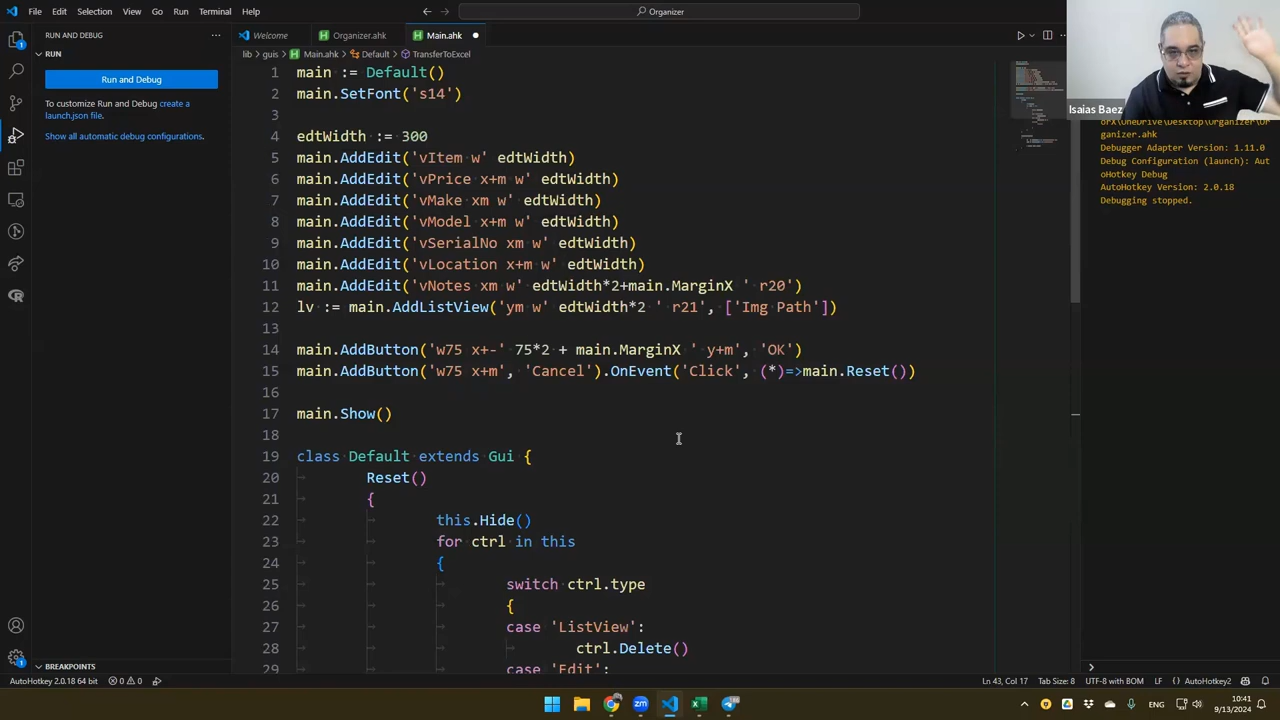 File Edit Selection View Go Run Terminal Help
Organizer
RUN AND DEBUG
Welcome
Organizer.ahk
Main.ahk
RUN
lib > guis > Main.ahk > Default > TransferToExcel
Run and Debug
To customize Run and Debug create a
launch.json file.
Show all automatic debug configurations.
1 main := Default()
2 main.SetFont('s14')
3
4 edtWidth := 300
5 main.AddEdit('vItem w' edtWidth)
6 main.AddEdit('vPrice x+m w' edtWidth)
7 main.AddEdit('vMake xm w' edtWidth)
8 main.AddEdit('vModel x+m w' edtWidth)
9 main.AddEdit('vSerialNo xm w' edtWidth)
10 main.AddEdit('vLocation x+m w' edtWidth)
11 main.AddEdit('vNotes xm w' edtWidth*2+main.MarginX ' r20')
12 lv := main.AddListView('ym w' edtWidth*2 ' r21', ['Img Path'])
13
14 main.AddButton('w75 x+-' 75*2 + main.MarginX ' y+m', 'OK')
15 main.AddButton('w75 x+m', 'Cancel').OnEvent('Click', (*)=>main.Reset())
16
17 main.Show()
18
19 class Default extends Gui {
20 Reset()
21 {
22 this.Hide()
23 for ctrl in this
24 {
25 switch ctrl.type
26 {
27 case 'ListView':
28 ctrl.Delete()
29 case 'Edit':
Isaias Baez
orX\OneDrive\Desktop\Organizer\Or
ganizer.ahk
Debugger Adapter Version: 1.11.0
Debug Configuration (launch): Aut
oHotkey Debug
AutoHotkey Version: 2.0.18
Debugging stopped.
BREAKPOINTS
AutoHotkey 2.0.18 64 bit 0 0
Ln 43, Col 17 Tab Size: 8 UTF-8 with BOM LF AutoHotkey2
ENG
10:41
9/13/2024